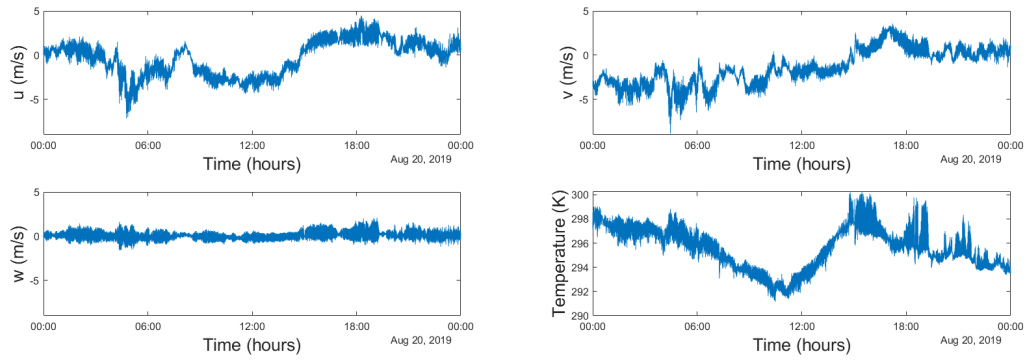 u (m/s)
5
0
-5
00:00 06:00 12:00 18:00 00:00
Time (hours)
Aug 20, 2019
v (m/s)
5
0
-5
00:00 06:00 12:00 18:00 00:00
Time (hours)
Aug 20, 2019
w (m/s)
5
0
-5
00:00 06:00 12:00 18:00 00:00
Time (hours)
Aug 20, 2019
Temperature (K)
300
298
296
294
292
290
00:00 06:00 12:00 18:00 00:00
Time (hours)
Aug 20, 2019